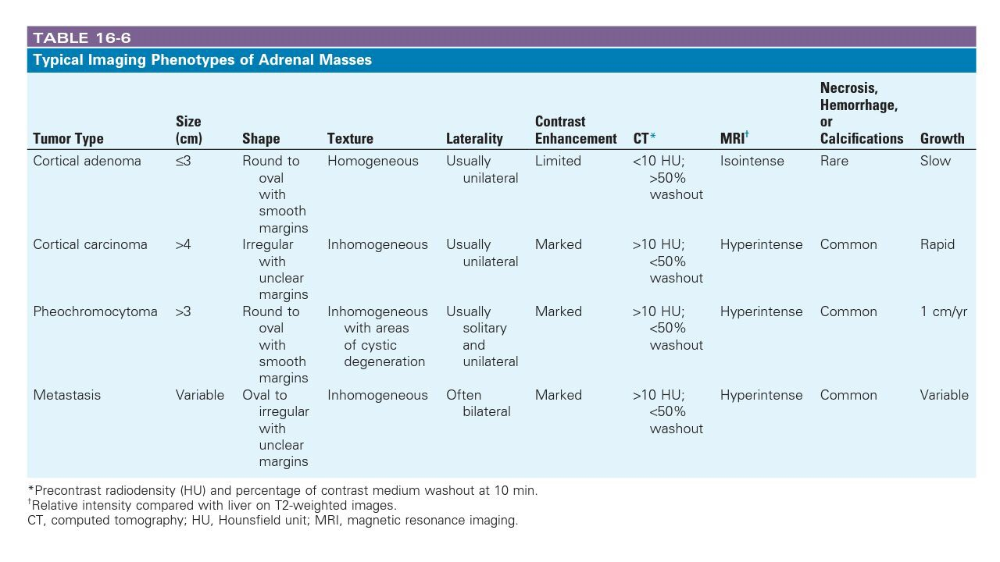 TABLE 16-6
Typical Imaging Phenotypes of Adrenal Masses
Necrosis,
Hemorrhage,
Size Contrast or
Tumor Type (cm) Shape Texture Laterality Enhancement CT* MRI† Calcifications Growth
Cortical adenoma ≤3 Round to Homogeneous Usually Limited <10 HU; Isointense Rare Slow
oval unilateral >50%
with washout
smooth
margins
Cortical carcinoma >4 Irregular Inhomogeneous Usually Marked >10 HU; Hyperintense Common Rapid
with unilateral <50%
unclear washout
margins
Pheochromocytoma >3 Round to Inhomogeneous Usually Marked >10 HU; Hyperintense Common 1 cm/yr
oval with areas solitary <50%
with of cystic and washout
smooth degeneration unilateral
margins
Metastasis Variable Oval to Inhomogeneous Often Marked >10 HU; Hyperintense Common Variable
irregular bilateral <50%
with washout
unclear
margins
*Precontrast radiodensity (HU) and percentage of contrast medium washout at 10 min.
†Relative intensity compared with liver on T2-weighted images.
CT, computed tomography; HU, Hounsfield unit; MRI, magnetic resonance imaging.